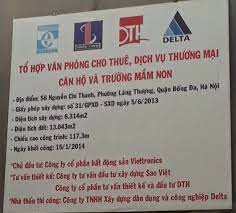 DTH
DELTA
TỔ HỢP VĂN PHÒNG CHO THUÊ, DỊCH VỤ THƯƠNG MẠI
CĂN HỘ VÀ TRƯỜNG MẦM NON
- Địa điểm: 56 Nguyễn Chí Thanh, Phường Láng Thượng, Quận Đống Đa, Hà Nội
- Giấy phép xây dựng: số 31/GPXD - SXD ngày 5/6/2013
- Diện tích xây dựng: 6.314m2
- Diện tích đất: 13.043m2
- Chiều cao công trình: 117.3m
- Ngày khởi công: 15/1/2014
* Chủ đầu tư: Công ty cổ phần bất động sản Viettronics
* Tư vấn thiết kế: Công ty tư vấn đầu tư xây dựng Sao Việt
Công ty cổ phần tư vấn thiết kế và đầu tư DTH
* Nhà thầu thi công: Công ty TNHH Xây dựng dân dụng và công nghiệp Delta